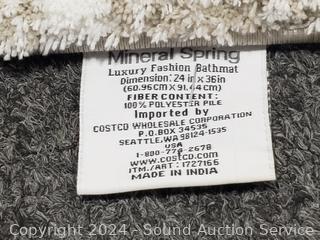 Mineral Spring
Luxury Fashion Bathmat
Dimension: 24 in x 36in
(60.96cm x 91.44 cm)
FIBER CONTENT:
100% POLYESTER PILE
Imported by
COSTCO WHOLESALE CORPORATION
P.O.BOX 34535
SEATTLE, WA 98124-1535
USA
1-800-774-2678
www.costco.com
ITM./ART: 1727165
MADE IN INDIA
Copyright 2024 - Sound Auction Service